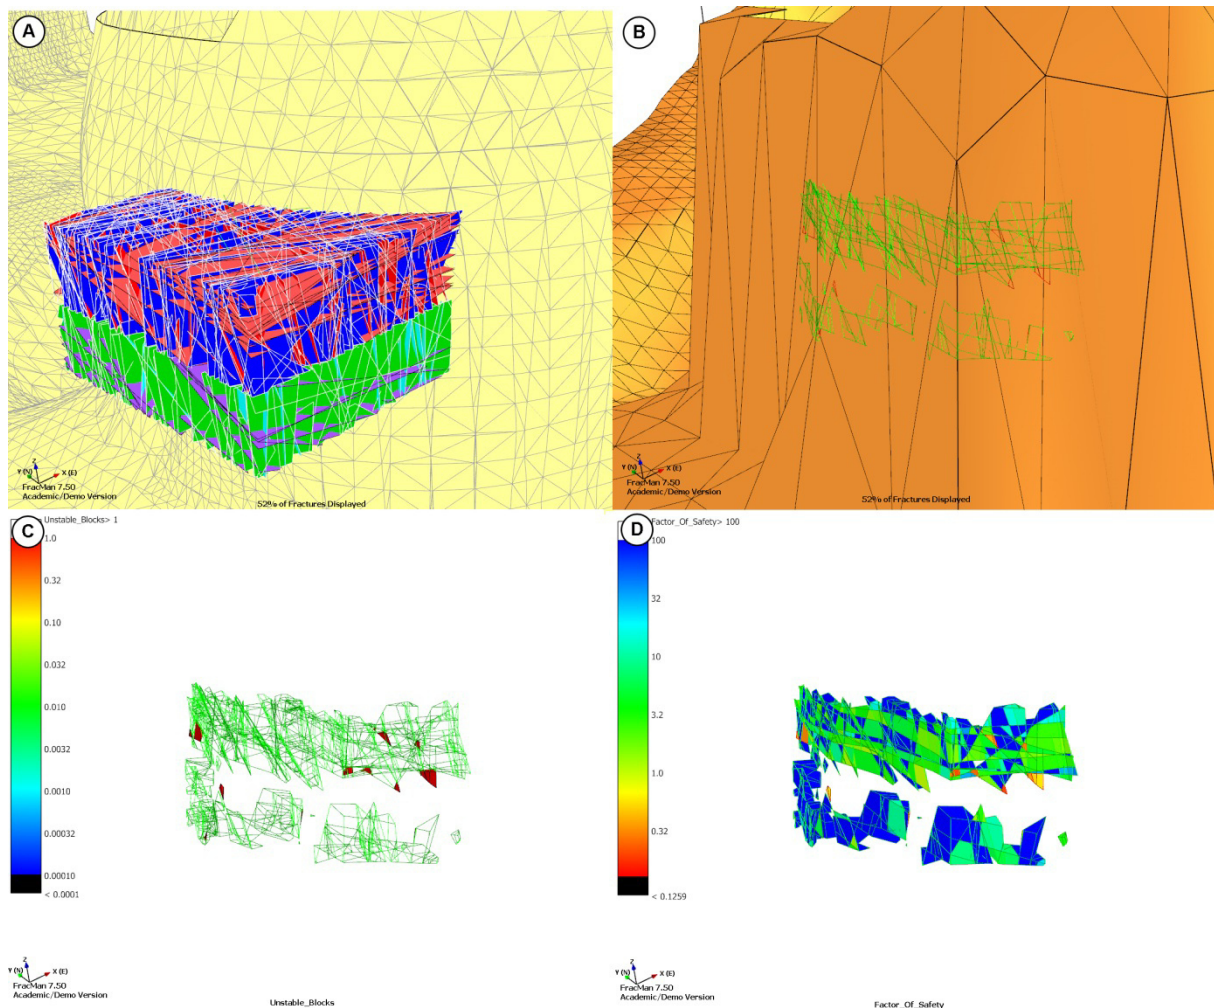 A
Z
Y (N)
X (E)
FracMan 7.50
Academic/Demo Version
52% of Fractures Displayed
B
Z
Y (N)
X (E)
FracMan 7.50
Academic/Demo Version
52% of Fractures Displayed
C
Unstable_Blocks> 1
1.0
0.32
0.10
0.032
0.010
0.0032
0.0010
0.00032
0.00010
< 0.0001
Z
Y (N)
X (E)
FracMan 7.50
Academic/Demo Version
Unstable_Blocks
D
Factor_Of_Safety> 100
100
32
10
3.2
1.0
0.32
< 0.1259
Z
Y (N)
X (E)
FracMan 7.50
Academic/Demo Version
Factor_Of_Safety